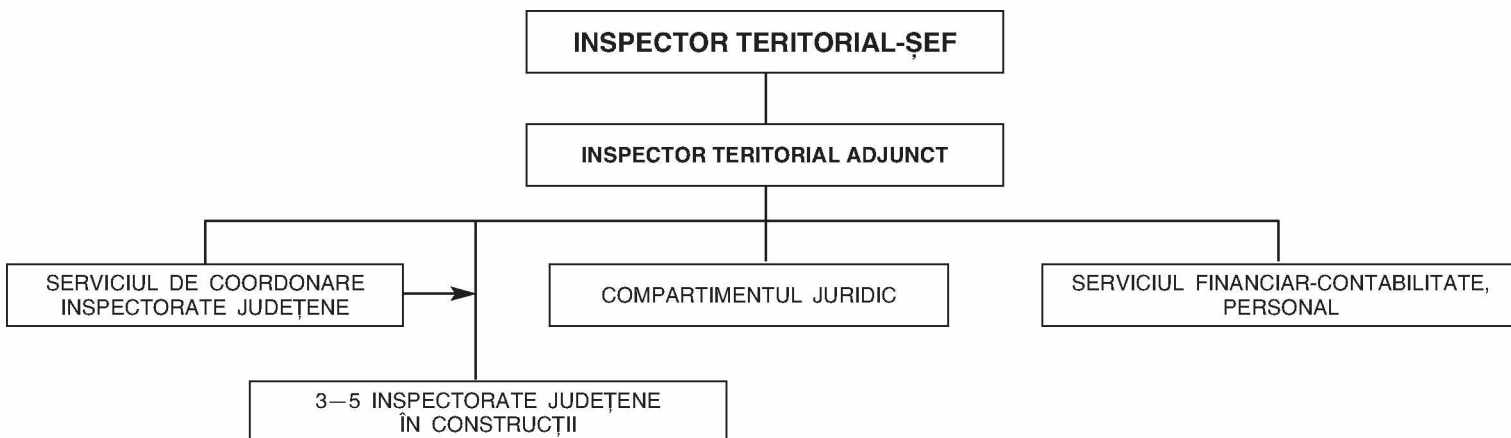 INSPECTOR TERITORIAL-ȘEF
INSPECTOR TERITORIAL ADJUNCT
SERVICIUL DE COORDONARE
INSPECTORATE JUDEȚENE
COMPARTIMENTUL JURIDIC
SERVICIUL FINANCIAR-CONTABILITATE,
PERSONAL
3—5 INSPECTORATE JUDEȚENE
ÎN CONSTRUCȚII